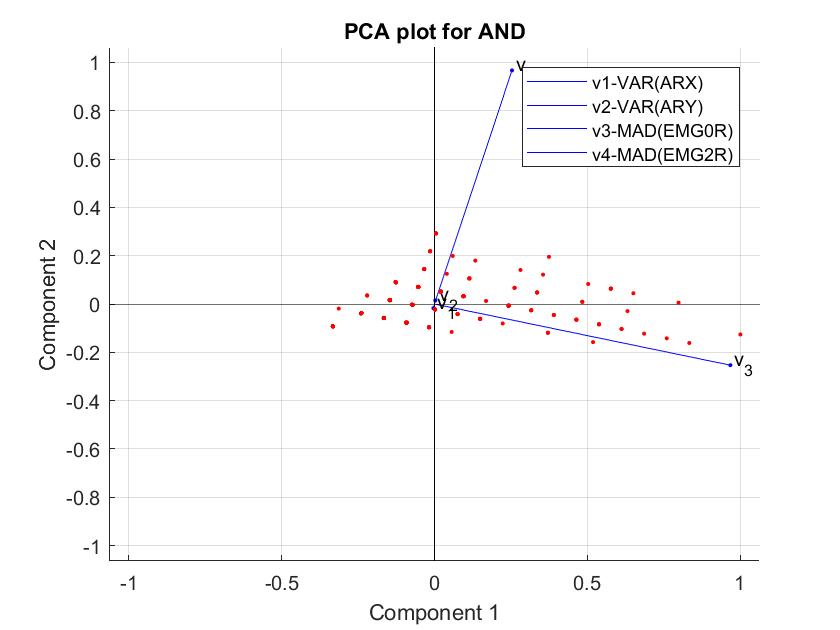 PCA plot for AND
1
0.8
0.6
0.4
0.2
0
-0.2
-0.4
-0.6
-0.8
-1
Component 2
v
v1-VAR(ARX)
v2-VAR(ARY)
v3-MAD(EMG0R)
v4-MAD(EMG2R)
v2
v1
v3
-1 -0.5 0 0.5 1
Component 1